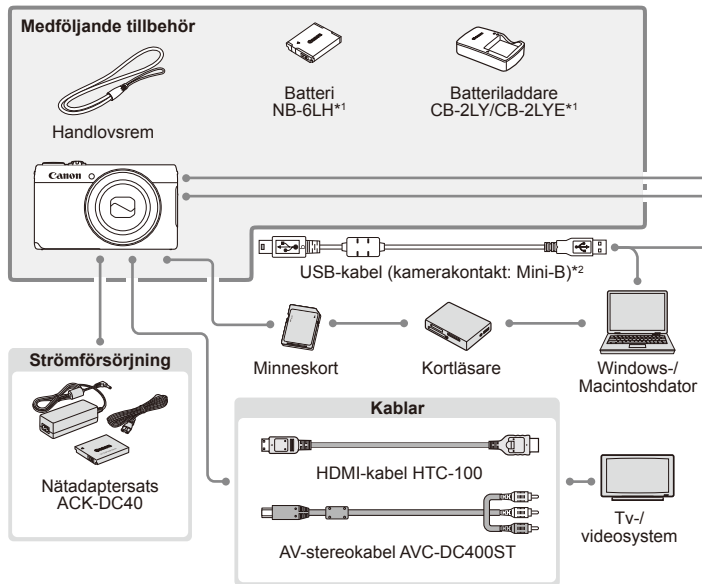 Medföljande tillbehör
Handlovsrem
Batteri
NB-6LH*1
Batteriladdare
CB-2LY/CB-2LYE*1
Canon
USB-kabel (kamerakontakt: Mini-B)*2
Minneskort
Kortläsare
Windows-/
Macintoshdator
Strömförsörjning
Nätadaptersats
ACK-DC40
Kablar
HDMI-kabel HTC-100
AV-stereokabel AVC-DC400ST
Tv-/
videosystem